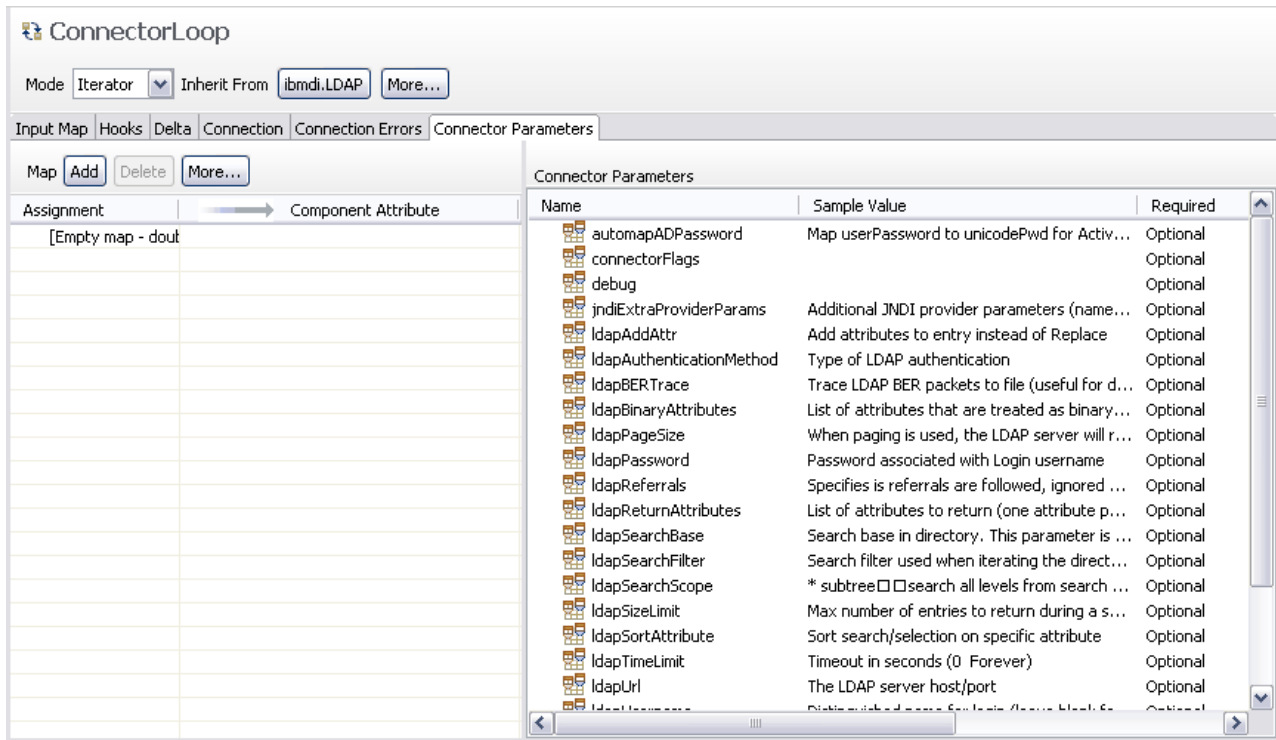 ConnectorLoop
Mode Iterator Inherit From ibmdi.LDAP More...
Input Map Hooks Delta Connection Connection Errors Connector Parameters
Map Add Delete More...
Connector Parameters
Assignment Component Attribute
Name Sample Value Required
[Empty map - doub
automapADPassword Map userPassword to unicodePwd for Activ... Optional
connectorFlags Optional
debug Optional
jndiExtraProviderParams Additional JNDI provider parameters (name... Optional
ldapAddAttr Add attributes to entry instead of Replace Optional
ldapAuthenticationMethod Type of LDAP authentication Optional
ldapBERTrace Trace LDAP BER packets to file (useful for d... Optional
ldapBinaryAttributes List of attributes that are treated as binary... Optional
ldapPageSize When paging is used, the LDAP server will r... Optional
ldapPassword Password associated with Login username Optional
ldapReferrals Specifies is referrals are followed, ignored ... Optional
ldapReturnAttributes List of attributes to return (one attribute p... Optional
ldapSearchBase Search base in directory. This parameter is ... Optional
ldapSearchFilter Search filter used when iterating the direct... Optional
ldapSearchScope * subtree□□search all levels from search ... Optional
ldapSizeLimit Max number of entries to return during a s... Optional
ldapSortAttribute Sort search/selection on specific attribute Optional
ldapTimeLimit Timeout in seconds (0 Forever) Optional
ldapUrl The LDAP server host/port Optional
ldapUsername Distinguished name for login (leave blank fo... Optional